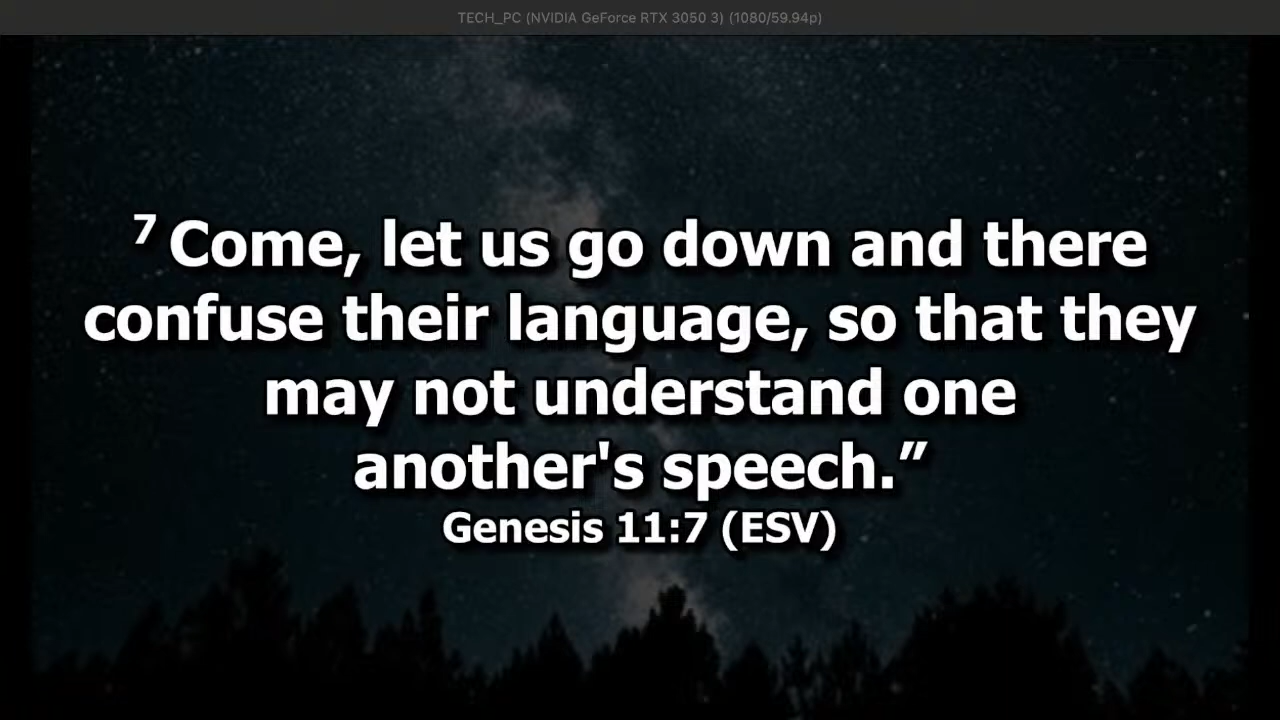 TECH_PC (NVIDIA GeForce RTX 3050 3) (1080/59.94p)
7 Come, let us go down and there
confuse their language, so that they
may not understand one
another's speech.”
Genesis 11:7 (ESV)